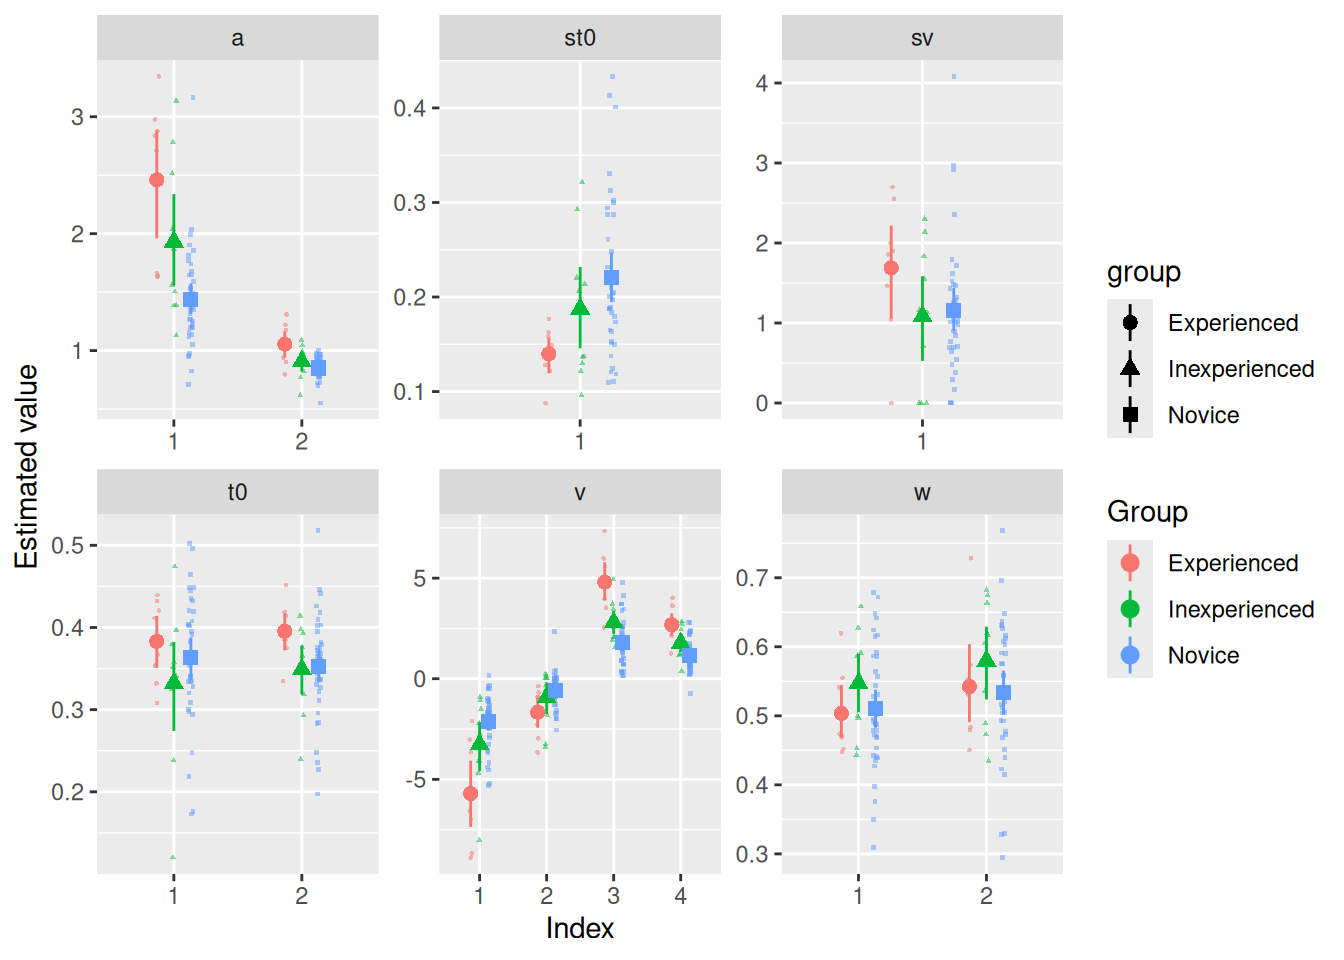 a
st0
sv
3
2
1
1
2
0.4
0.3
0.2
0.1
1
4
3
2
1
0
1
t0
v
w
0.5
0.4
0.3
0.2
1
2
5
0
-5
1
2
3
4
0.7
0.6
0.5
0.4
0.3
1
2
Estimated value
Index
group
Experienced
Inexperienced
Novice
Group
Experienced
Inexperienced
Novice